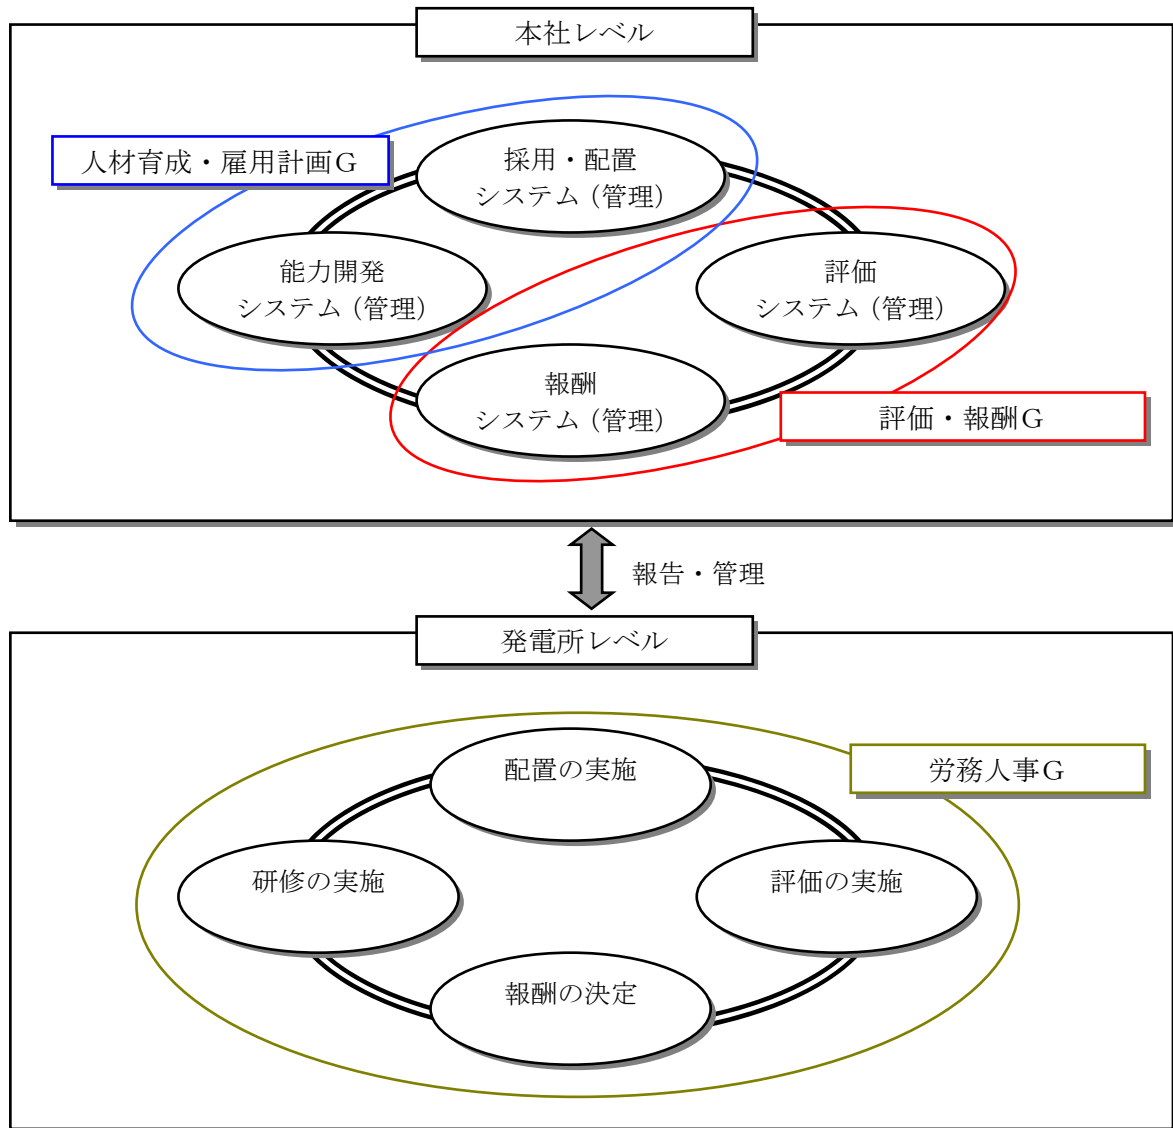 本社レベル
人材育成・雇用計画Ｇ
採用・配置
システム（管理）
能力開発
システム（管理）
評価
システム（管理）
報酬
システム（管理）
評価・報酬Ｇ
報告・管理
発電所レベル
労務人事Ｇ
配置の実施
研修の実施
評価の実施
報酬の決定